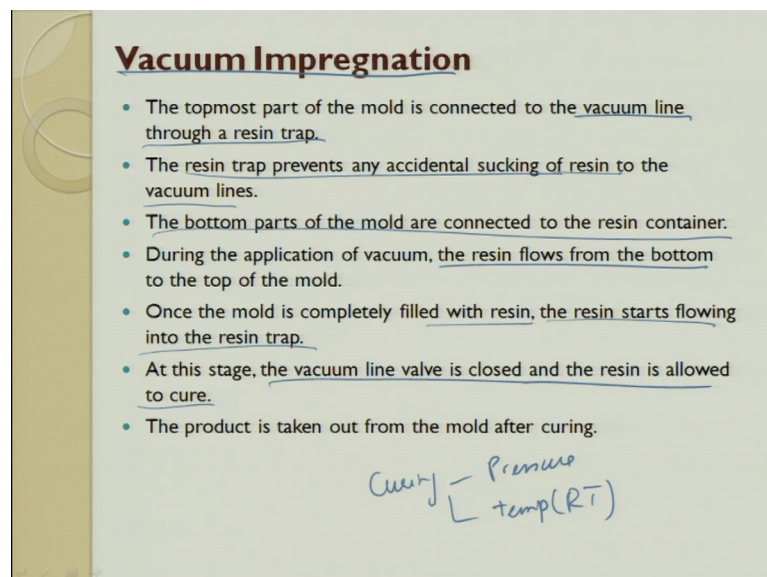 Vacuum Impregnation
• The topmost part of the mold is connected to the vacuum line
through a resin trap.
• The resin trap prevents any accidental sucking of resin to the
vacuum lines.
• The bottom parts of the mold are connected to the resin container.
• During the application of vacuum, the resin flows from the bottom
to the top of the mold.
• Once the mold is completely filled with resin, the resin starts flowing
into the resin trap.
• At this stage, the vacuum line valve is closed and the resin is allowed
to cure.
• The product is taken out from the mold after curing.
Curing - Pressure
temp (RT)